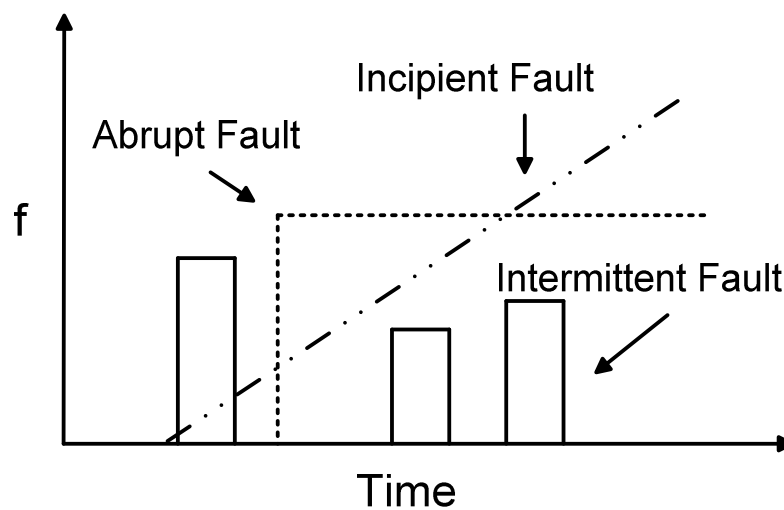 Incipient Fault
Abrupt Fault
f
Intermittent Fault
Time